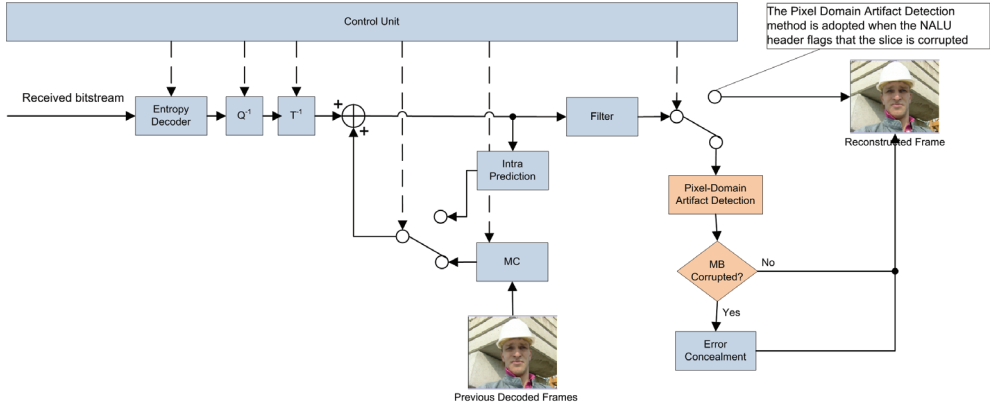 Control Unit
The Pixel Domain Artifact Detection
method is adopted when the NALU
header flags that the slice is corrupted
Received bitstream
Entropy
Decoder
Q⁻¹
T⁻¹
+
+
Filter
Reconstructed Frame
Intra
Prediction
Pixel-Domain
Artifact Detection
MC
MB
Corrupted?
No
Yes
Error
Concealment
Previous Decoded Frames